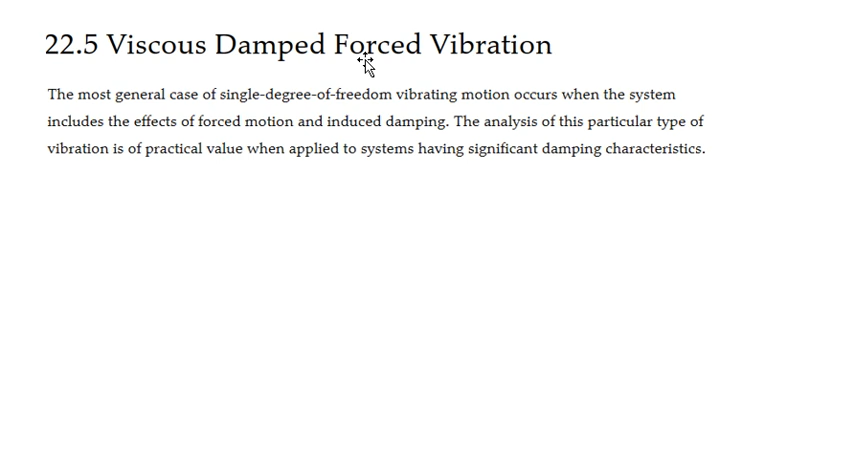 22.5 Viscous Damped Forced Vibration
The most general case of single-degree-of-freedom vibrating motion occurs when the system
includes the effects of forced motion and induced damping. The analysis of this particular type of
vibration is of practical value when applied to systems having significant damping characteristics.